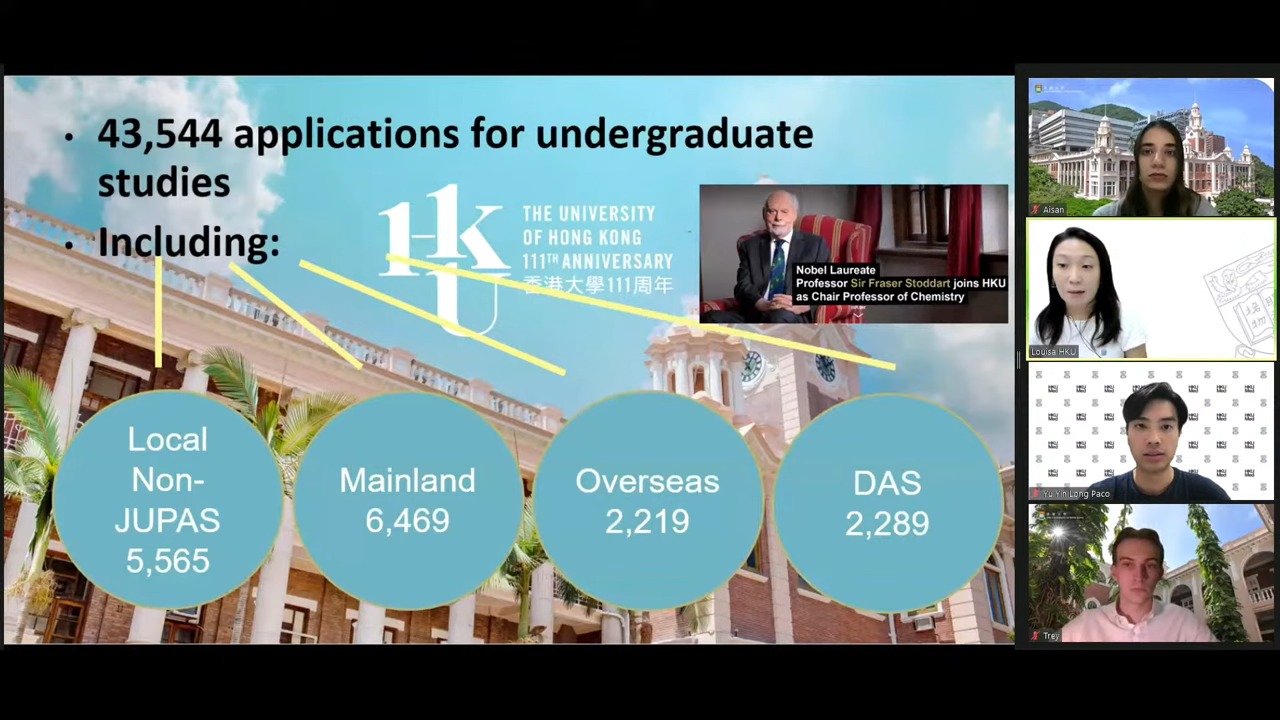 • 43,544 applications for undergraduate
studies
• Including:
HKU
THE UNIVERSITY
OF HONG KONG
111TH ANNIVERSARY
香港大學111周年
Nobel Laureate
Professor Sir Fraser Stoddart joins HKU
as Chair Professor of Chemistry
Local
Non-
JUPAS
5,565
Mainland
6,469
Overseas
2,219
DAS
2,289
Aisan
Louisa HKU
Yu Yin Long Paco
Trey